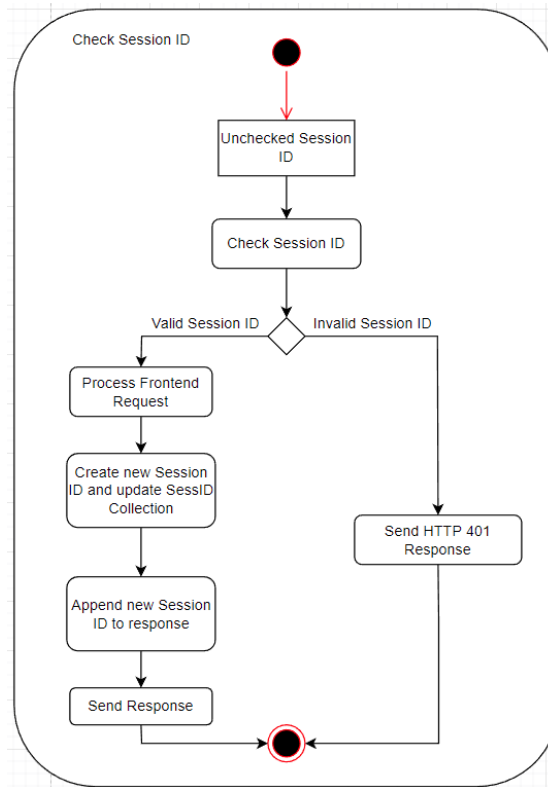 Check Session ID
Unchecked Session
ID
Check Session ID
Valid Session ID
Invalid Session ID
Process Frontend
Request
Create new Session
ID and update SessID
Collection
Send HTTP 401
Response
Append new Session
ID to response
Send Response